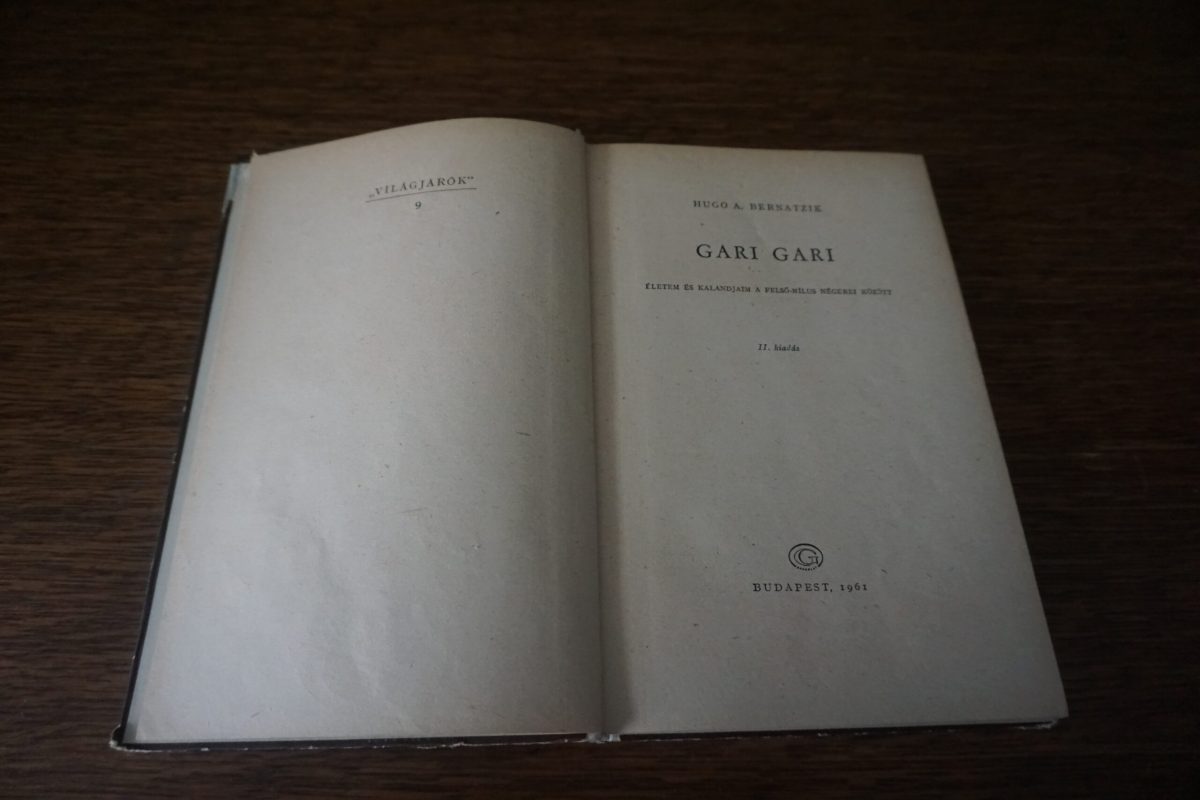 „VILÁGJÁRÓK”
9
HUGO A. BERNATZIK
GARI GARI
ÉLETEM ÉS KALANDJAIM A FELSŐ-NÍLUS NÉGEREI KÖZÖTT
II. kiadás
G
BUDAPEST, 1961